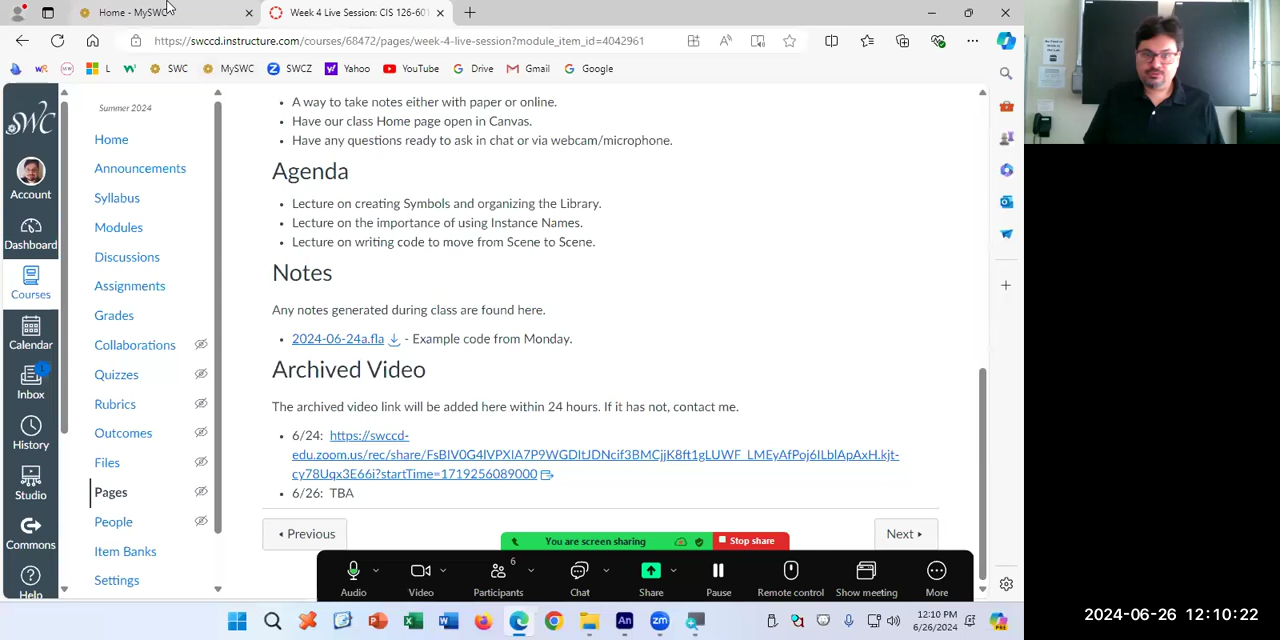 Home - MySWC
Week 4 Live Session: CIS 126-601
https://swccd.instructure.com/courses/68472/pages/week-4-live-session?module_item_id=4042961
L
SWC
MySWC
SWCZ
Yahoo
YouTube
Drive
Gmail
Google
SWC
Account
Dashboard
Courses
Calendar
Inbox
History
Studio
Commons
Help
Summer 2024
Home
Announcements
Syllabus
Modules
Discussions
Assignments
Grades
Collaborations
Quizzes
Rubrics
Outcomes
Files
Pages
People
Item Banks
Settings
A way to take notes either with paper or online.
Have our class Home page open in Canvas.
Have any questions ready to ask in chat or via webcam/microphone.
Agenda
Lecture on creating Symbols and organizing the Library.
Lecture on the importance of using Instance Names.
Lecture on writing code to move from Scene to Scene.
Notes
Any notes generated during class are found here.
2024-06-24a.fla - Example code from Monday.
Archived Video
The archived video link will be added here within 24 hours. If it has not, contact me.
6/24: https://swccd-
edu.zoom.us/rec/share/FsBIV0G4IVPXIA7P9WGDItJDNcif3BMCjjK8ft1gLUWF_LMEyAfPoj6ILblApAxH.kjt-
cy78Uqx3E66i?startTime=1719256089000
6/26: TBA
Previous
Next
You are screen sharing
Stop share
Audio
Video
6
Participants
Chat
Share
Pause
Remote control
Show meeting
More
12:10 PM
6/26/2024
2024-06-26 12:10:22